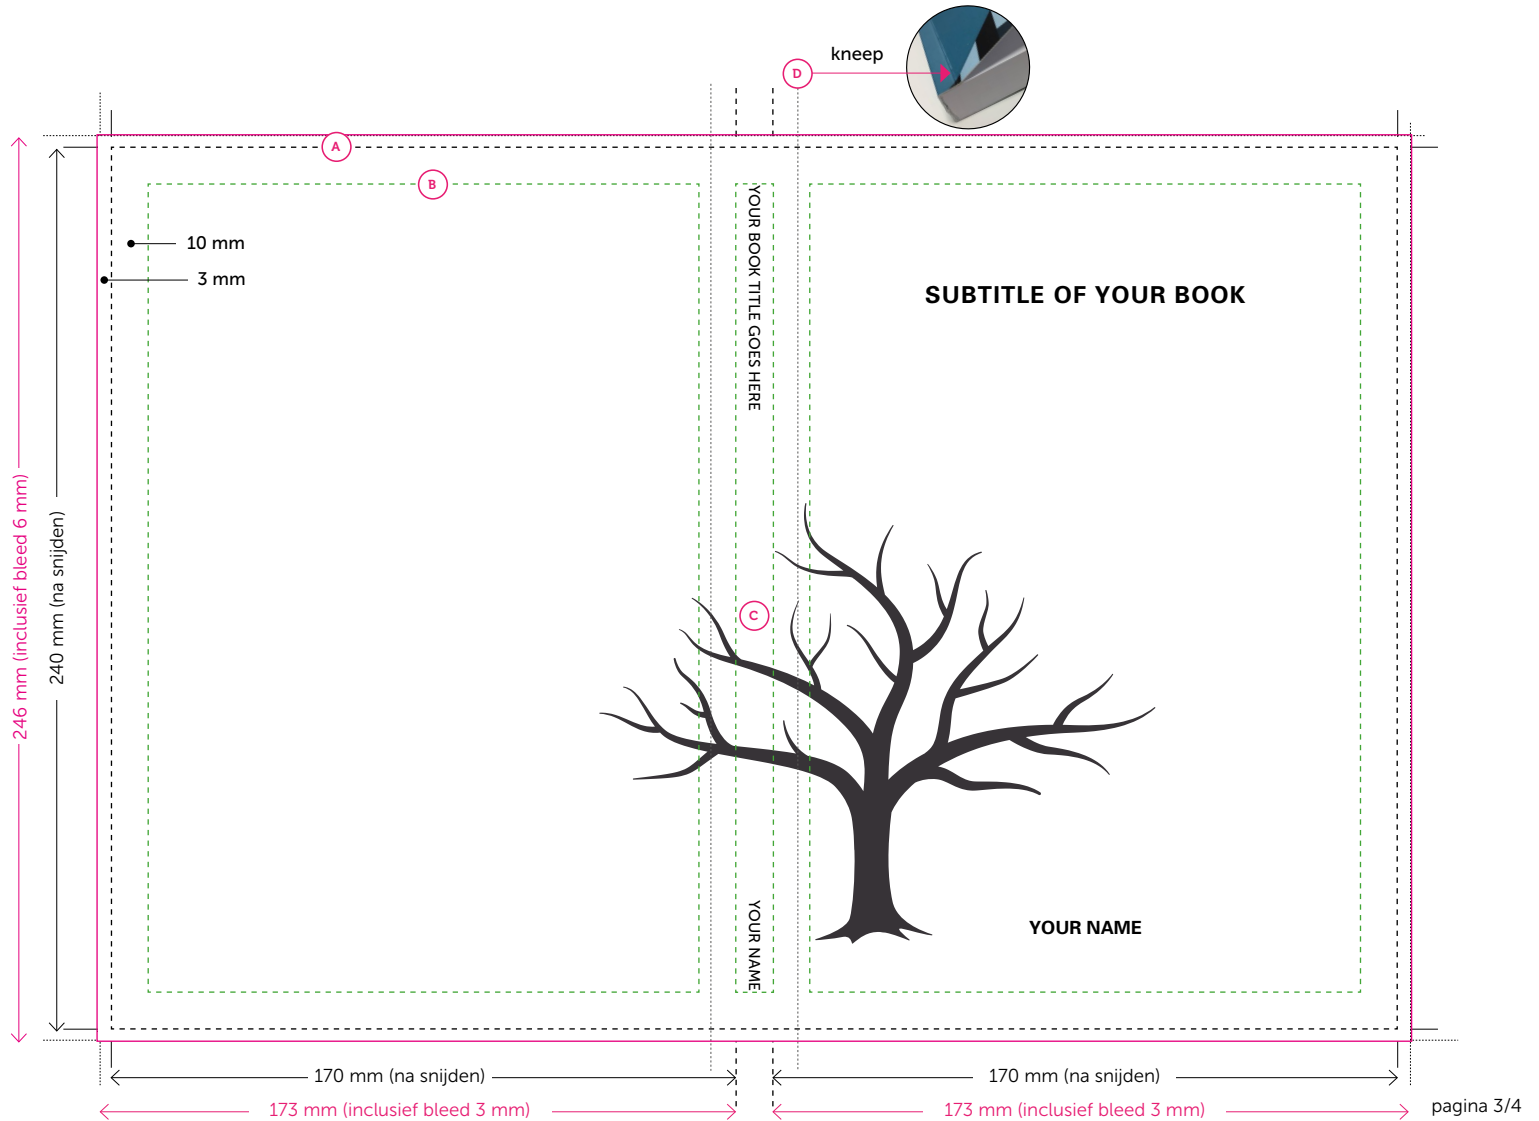 kneep
D
A
B
10 mm
3 mm
YOUR BOOK TITLE GOES HERE
SUBTITLE OF YOUR BOOK
246 mm (inclusief bleed 6 mm)
240 mm (na snijden)
C
YOUR NAME
YOUR NAME
170 mm (na snijden)
170 mm (na snijden)
173 mm (inclusief bleed 3 mm)
173 mm (inclusief bleed 3 mm)
pagina 3/4